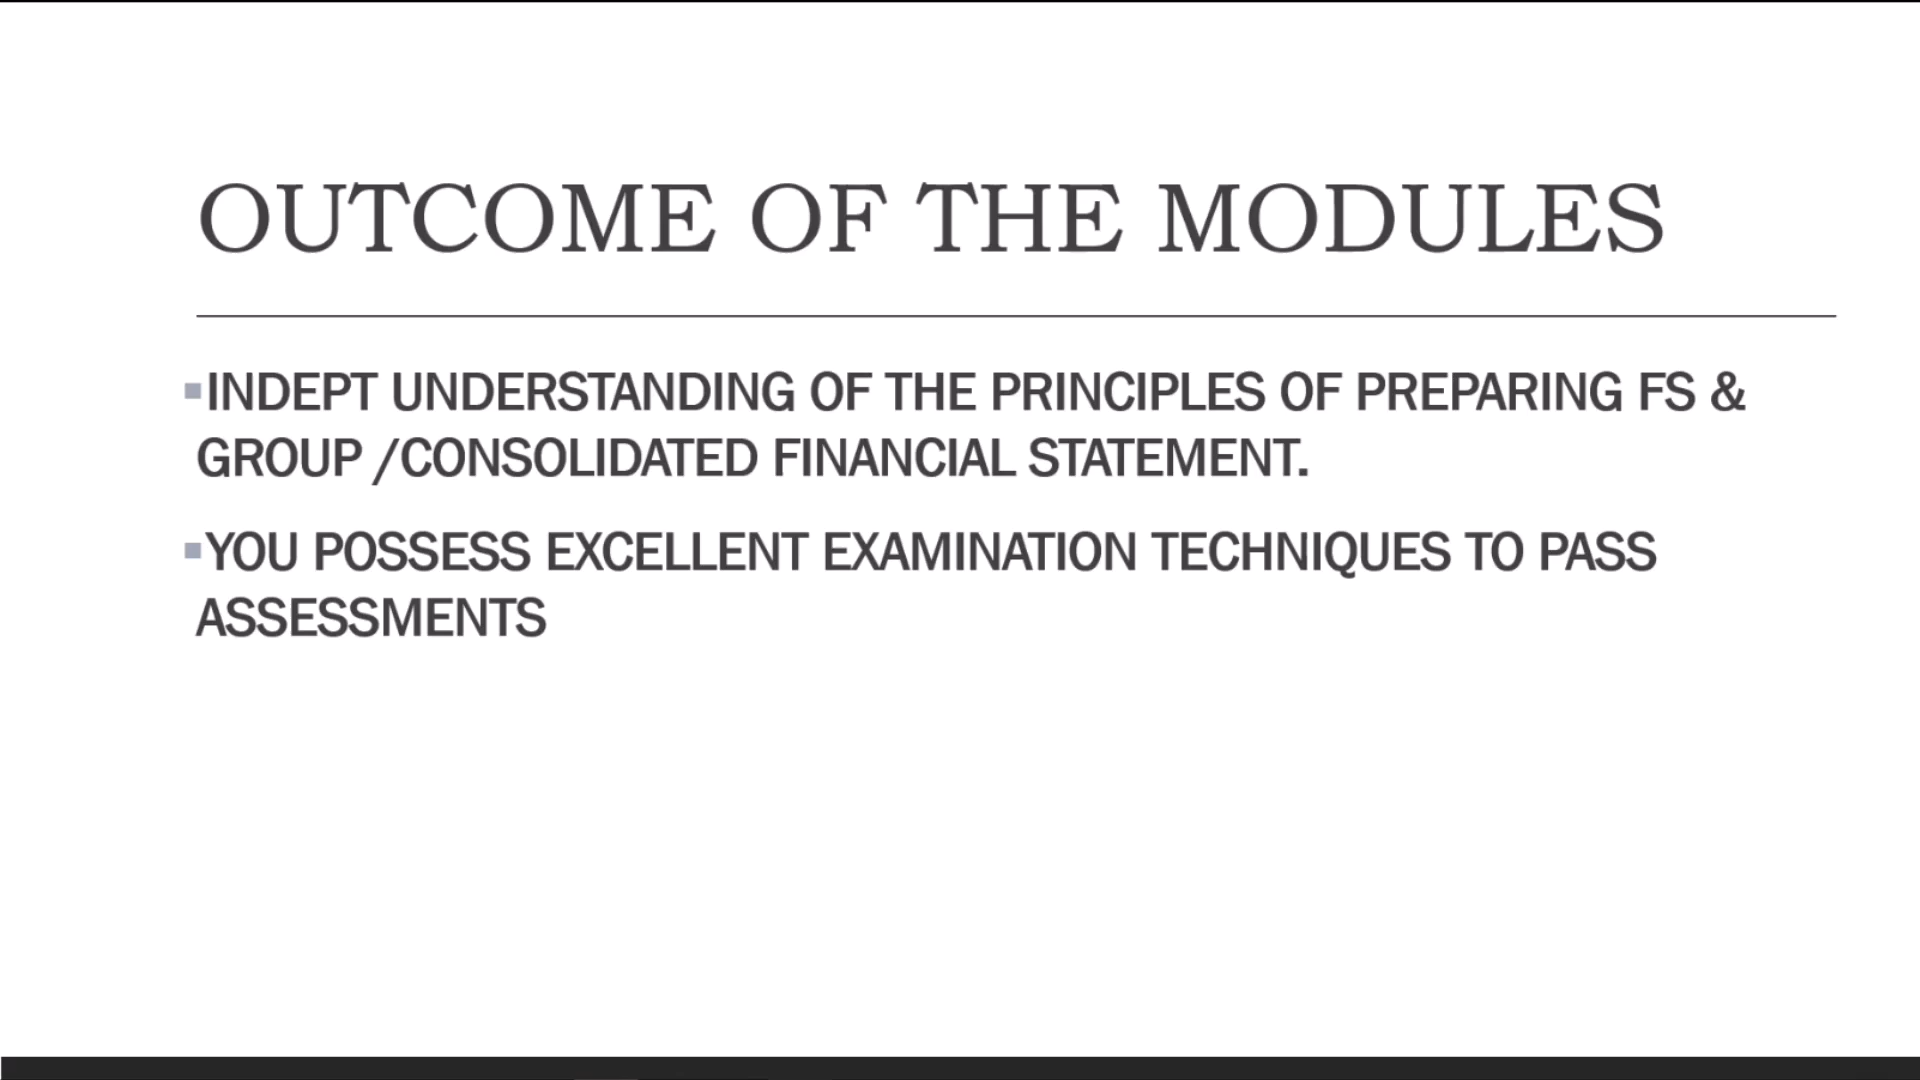 OUTCOME OF THE MODULES
▪INDEPT UNDERSTANDING OF THE PRINCIPLES OF PREPARING FS &
GROUP /CONSOLIDATED FINANCIAL STATEMENT.
▪YOU POSSESS EXCELLENT EXAMINATION TECHNIQUES TO PASS
ASSESSMENTS